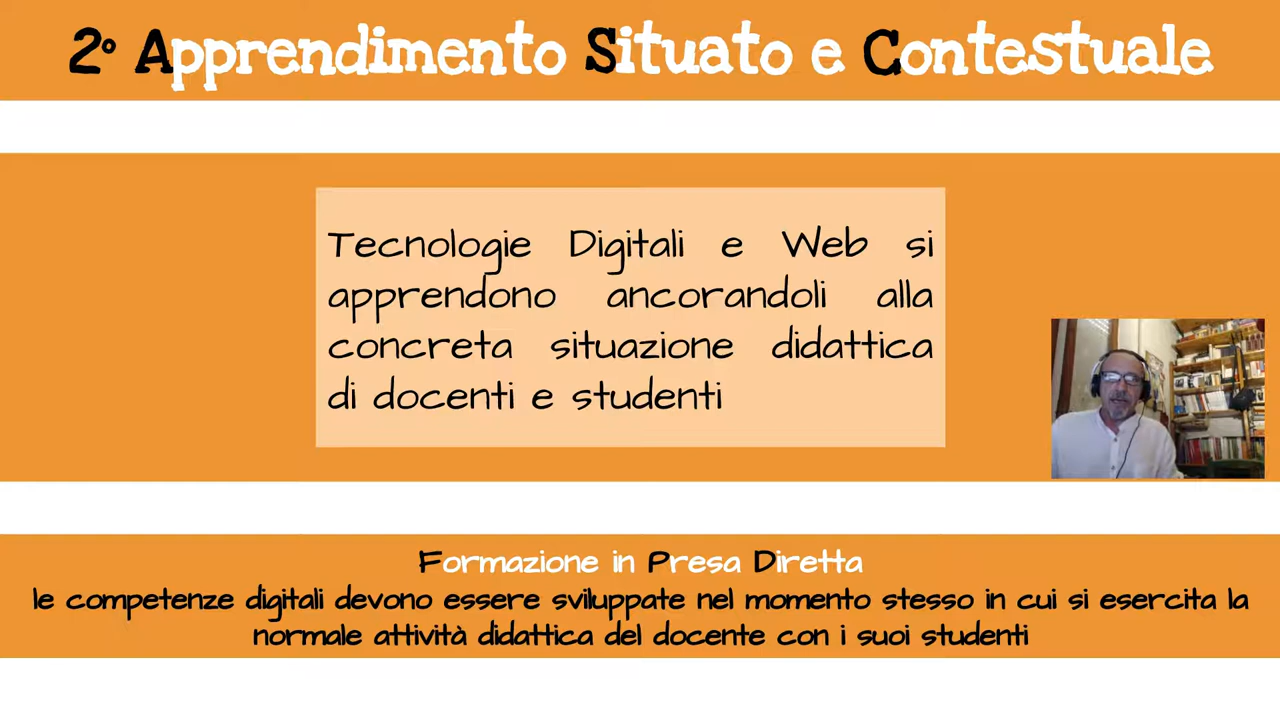 2° Apprendimento Situato e Contestuale
Tecnologie Digitali e Web si
apprendono ancorandoli alla
concreta situazione didattica
di docenti e studenti
Formazione in Presa Diretta
le competenze digitali devono essere sviluppate nel momento stesso in cui si esercita la
normale attività didattica del docente con i suoi studenti